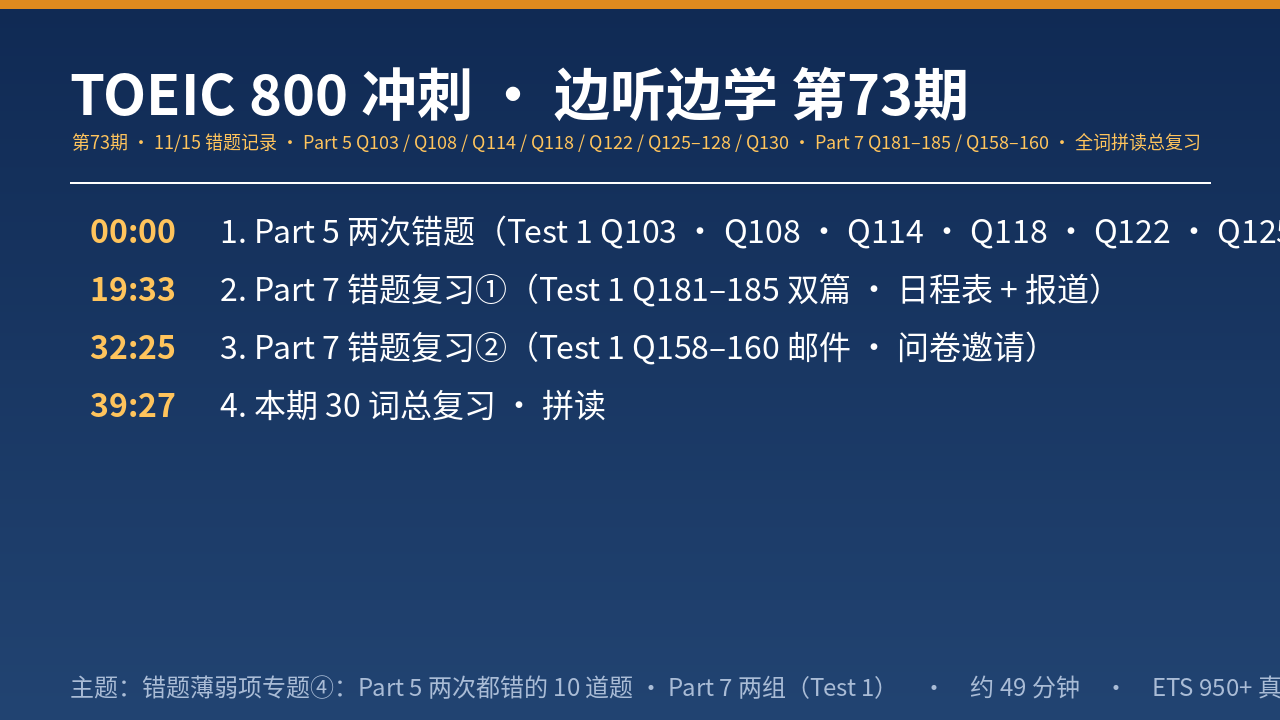 TOEIC 800 冲刺 · 边听边学 第73期
第73期 · 11/15 错题记录 · Part 5 Q103 / Q108 / Q114 / Q118 / Q122 / Q125–128 / Q130 · Part 7 Q181–185 / Q158–160 · 全词拼读总复习
00:00 1. Part 5 两次错题（Test 1 Q103 · Q108 · Q114 · Q118 · Q122 · Q125
19:33 2. Part 7 错题复习①（Test 1 Q181–185 双篇 · 日程表 + 报道）
32:25 3. Part 7 错题复习②（Test 1 Q158–160 邮件 · 问卷邀请）
39:27 4. 本期 30 词总复习 · 拼读
主题：错题薄弱项专题④：Part 5 两次都错的 10 道题 · Part 7 两组（Test 1） · 约 49 分钟 · ETS 950+ 真